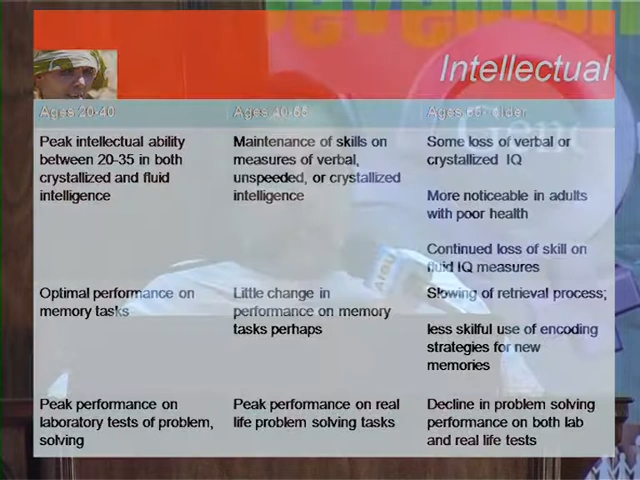 Intellectual
Ages 20-40
Ages 40-65
Ages 65- older
Peak intellectual ability
between 20-35 in both
crystallized and fluid
intelligence
Maintenance of skills on
measures of verbal,
unspeeded, or crystallized
intelligence
Some loss of verbal or
crystallized IQ
More noticeable in adults
with poor health
Continued loss of skill on
fluid IQ measures
Optimal performance on
memory tasks
Little change in
performance on memory
tasks perhaps
Slowing of retrieval process;
less skilful use of encoding
strategies for new
memories
Peak performance on
laboratory tests of problem,
solving
Peak performance on real
life problem solving tasks
Decline in problem solving
performance on both lab
and real life tests